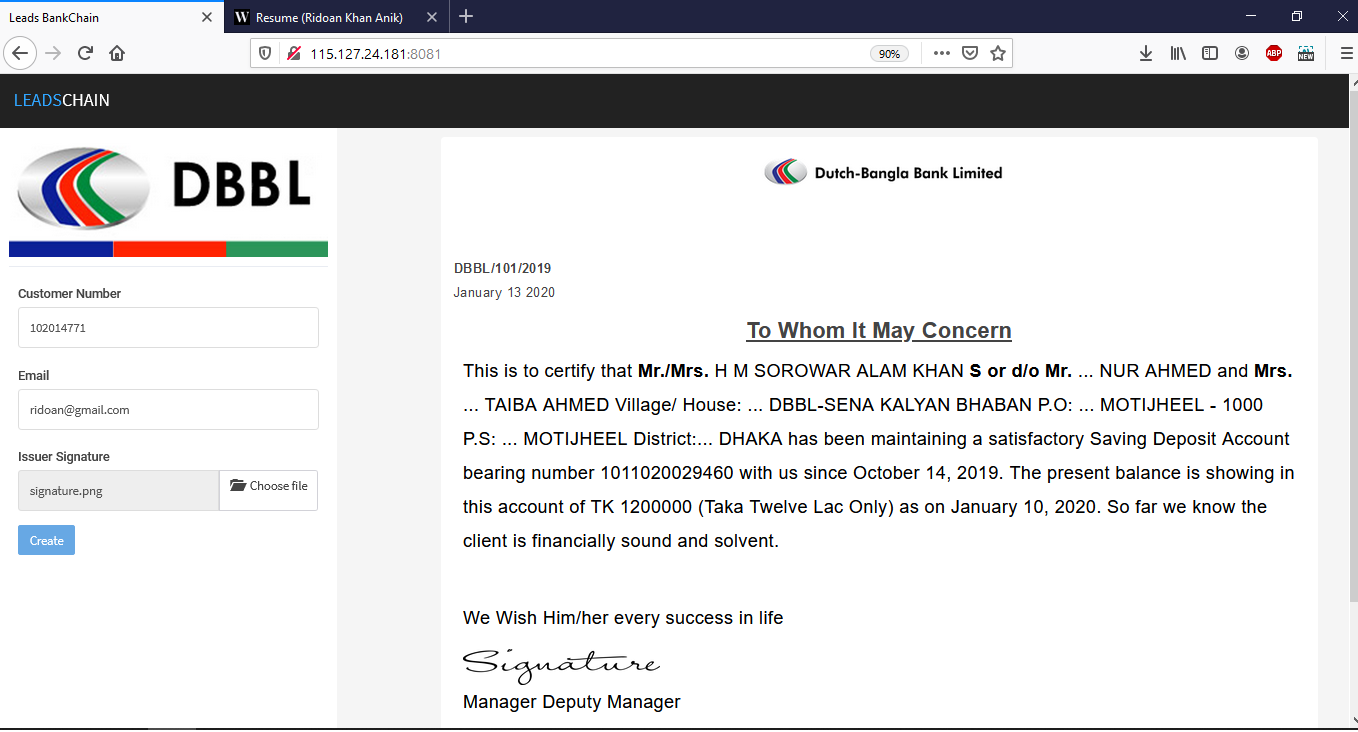 Leads BankChain
W Resume (Ridoan Khan Anik)
115.127.24.181:8081
90%
ABP
NEW
LEADSCHAIN
DBBL
Customer Number
102014771
Email
ridoan@gmail.com
Issuer Signature
signature.png
Choose file
Create
Dutch-Bangla Bank Limited
DBBL/101/2019
January 13 2020
To Whom It May Concern
This is to certify that Mr./Mrs. H M SOROWAR ALAM KHAN S or d/o Mr. ... NUR AHMED and Mrs.
... TAIBA AHMED Village/ House: ... DBBL-SENA KALYAN BHABAN P.O: ... MOTIJHEEL - 1000
P.S: ... MOTIJHEEL District:... DHAKA has been maintaining a satisfactory Saving Deposit Account
bearing number 1011020029460 with us since October 14, 2019. The present balance is showing in
this account of TK 1200000 (Taka Twelve Lac Only) as on January 10, 2020. So far we know the
client is financially sound and solvent.
We Wish Him/her every success in life
Signature
Manager Deputy Manager